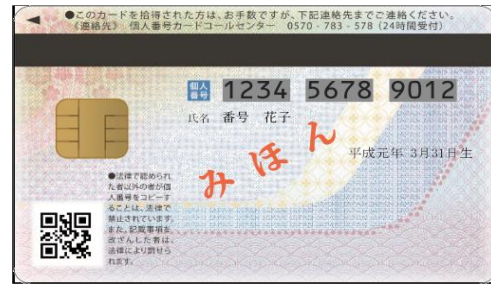 ●このカードを拾得された方は、お手数ですが、下記連絡先までご連絡ください。
《連絡先》 個人番号カードコールセンター 0570-783-578 (24時間受付)
個人番号 1234 5678 9012
氏名 番号 花子
平成元年 3月31日生
みほん
●法律で認められ
た者以外の者が個
人番号をコピーす
ることは、法律で
禁止されています。
また、記載事項を
改ざんした者は、
法律により罰せら
れます。